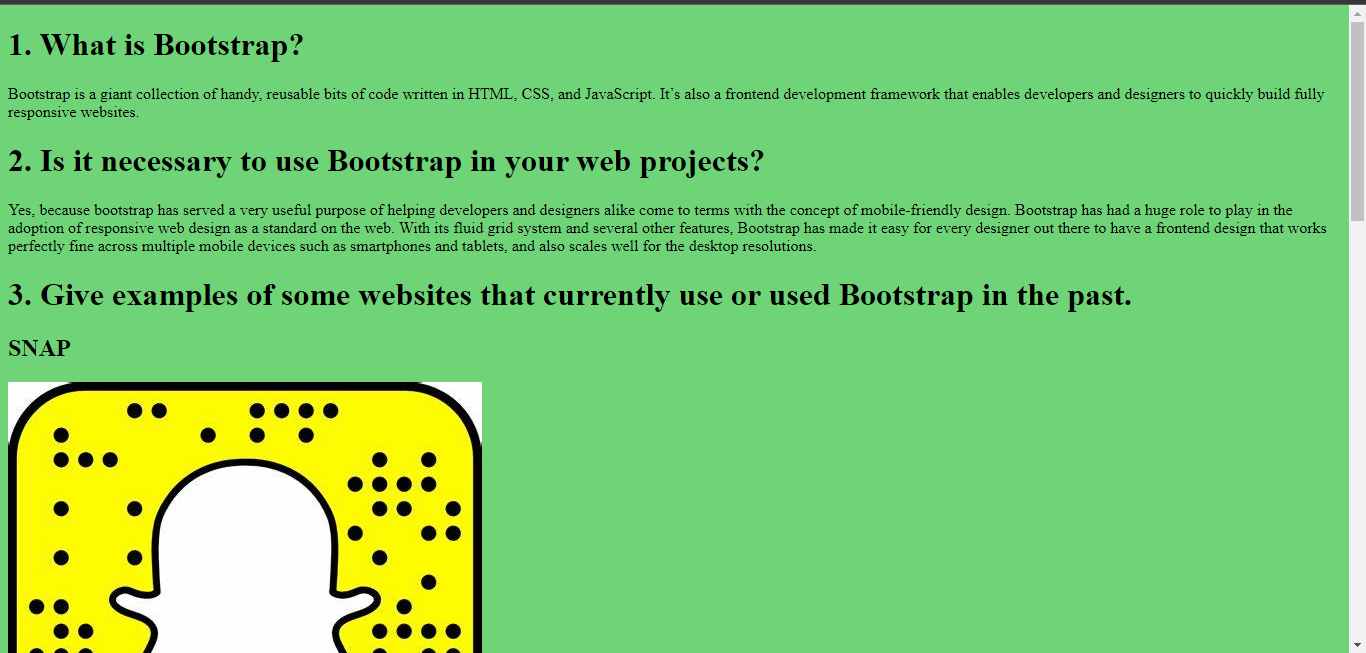 1. What is Bootstrap?
Bootstrap is a giant collection of handy, reusable bits of code written in HTML, CSS, and JavaScript. It’s also a frontend development framework that enables developers and designers to quickly build fully
responsive websites.
2. Is it necessary to use Bootstrap in your web projects?
Yes, because bootstrap has served a very useful purpose of helping developers and designers alike come to terms with the concept of mobile-friendly design. Bootstrap has had a huge role to play in the
adoption of responsive web design as a standard on the web. With its fluid grid system and several other features, Bootstrap has made it easy for every designer out there to have a frontend design that works
perfectly fine across multiple mobile devices such as smartphones and tablets, and also scales well for the desktop resolutions.
3. Give examples of some websites that currently use or used Bootstrap in the past.
SNAP